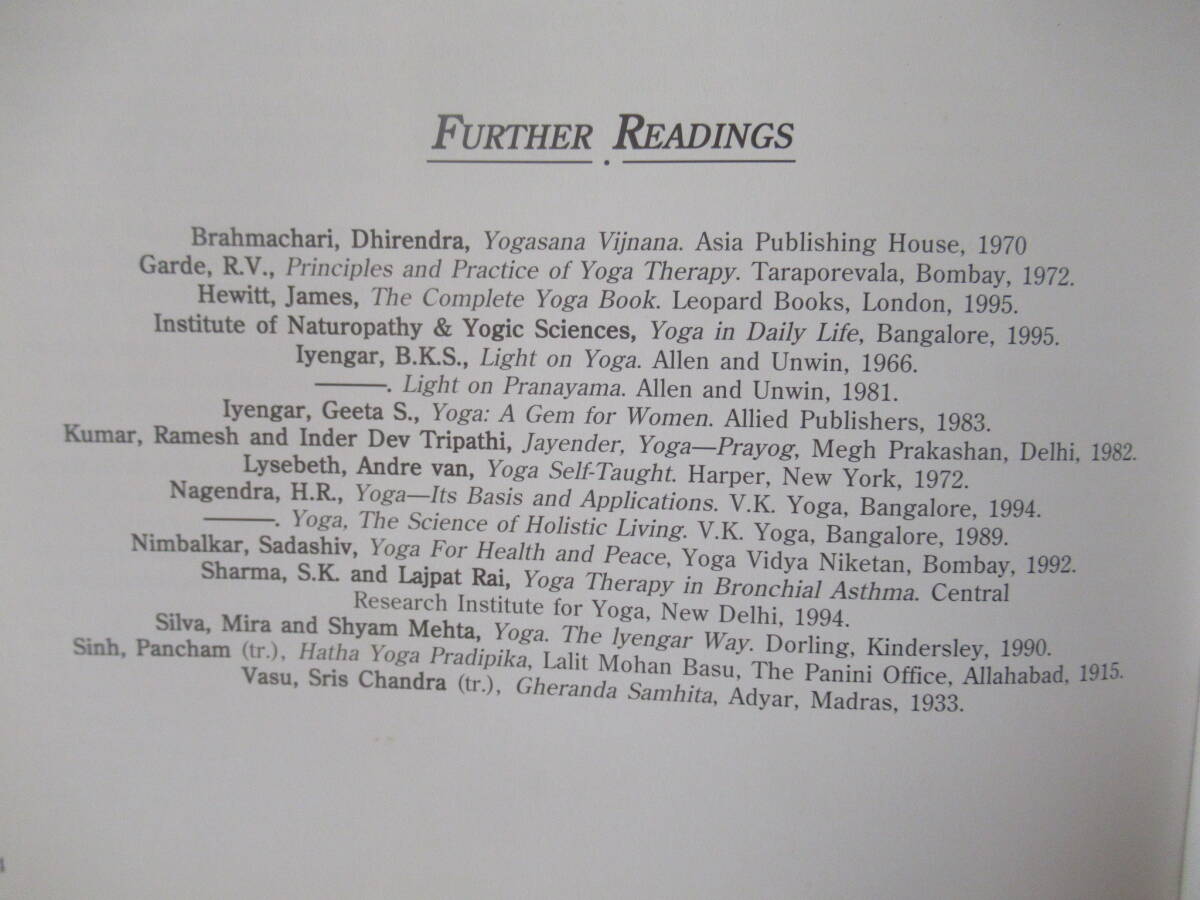 FURTHER READINGS
Brahmachari, Dhirendra, Yogasana Vijnana. Asia Publishing House, 1970
Garde, R.V., Principles and Practice of Yoga Therapy. Taraporevala, Bombay, 1972.
Hewitt, James, The Complete Yoga Book. Leopard Books, London, 1995.
Institute of Naturopathy & Yogic Sciences, Yoga in Daily Life, Bangalore, 1995.
Iyengar, B.K.S., Light on Yoga. Allen and Unwin, 1966.
———. Light on Pranayama. Allen and Unwin, 1981.
Iyengar, Geeta S., Yoga: A Gem for Women. Allied Publishers, 1983.
Kumar, Ramesh and Inder Dev Tripathi, Jayender, Yoga—Prayog, Megh Prakashan, Delhi, 1982.
Lysebeth, Andre van, Yoga Self-Taught. Harper, New York, 1972.
Nagendra, H.R., Yoga—Its Basis and Applications. V.K. Yoga, Bangalore, 1994.
———. Yoga, The Science of Holistic Living. V.K. Yoga, Bangalore, 1989.
Nimbalkar, Sadashiv, Yoga For Health and Peace, Yoga Vidya Niketan, Bombay, 1992.
Sharma, S.K. and Lajpat Rai, Yoga Therapy in Bronchial Asthma. Central
Research Institute for Yoga, New Delhi, 1994.
Silva, Mira and Shyam Mehta, Yoga. The lyengar Way. Dorling, Kindersley, 1990.
Sinh, Pancham (tr.), Hatha Yoga Pradipika, Lalit Mohan Basu, The Panini Office, Allahabad, 1915.
Vasu, Sris Chandra (tr.), Gheranda Samhita, Adyar, Madras, 1933.